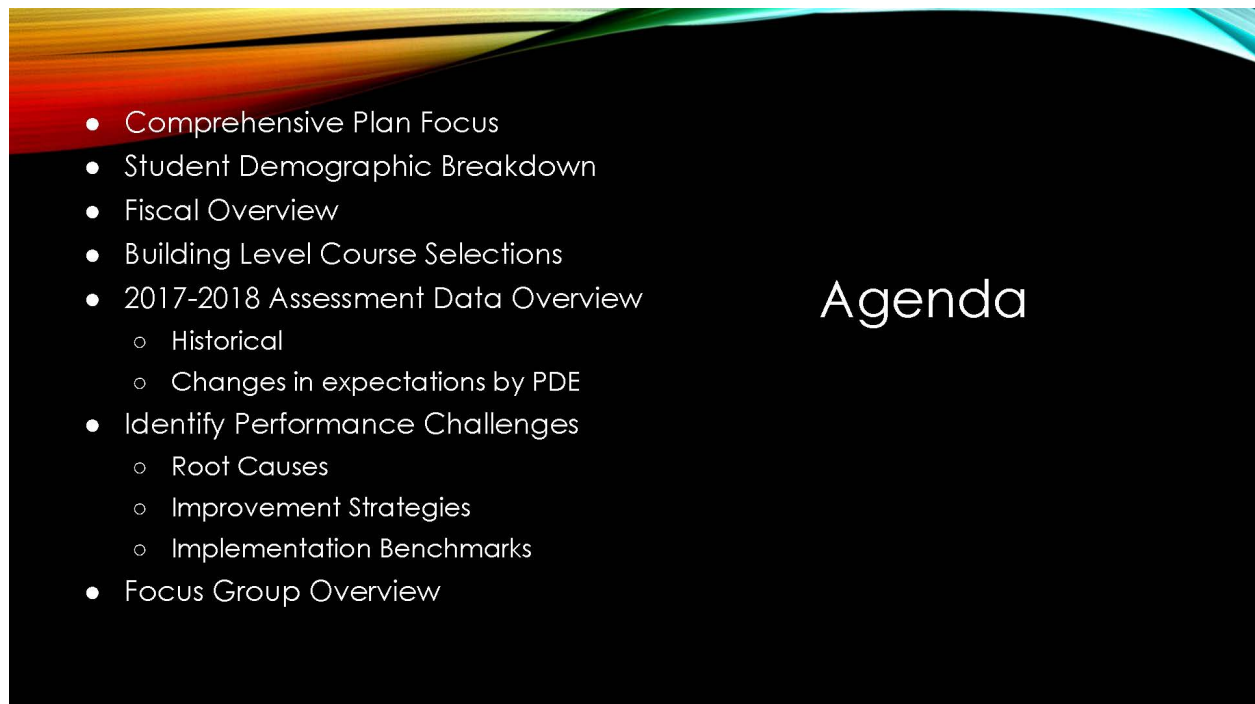 ● Comprehensive Plan Focus
● Student Demographic Breakdown
● Fiscal Overview
● Building Level Course Selections
● 2017-2018 Assessment Data Overview
○ Historical
○ Changes in expectations by PDE
● Identify Performance Challenges
○ Root Causes
○ Improvement Strategies
○ Implementation Benchmarks
● Focus Group Overview
Agenda